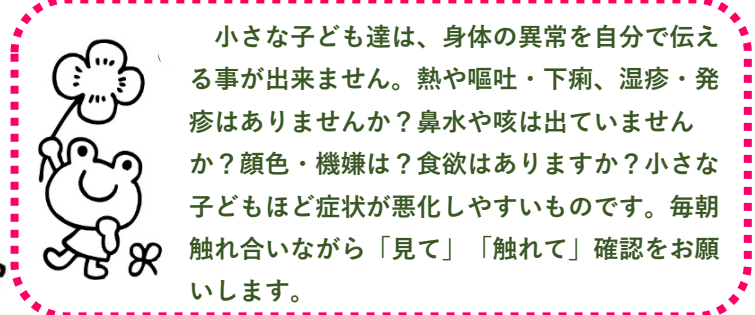 小さな子ども達は、身体の異常を自分で伝え
る事が出来ません。熱や嘔吐・下痢、湿疹・発
疹はありませんか？鼻水や咳は出ていません
か？顔色・機嫌は？食欲はありますか？小さな
子どもほど症状が悪化しやすいものです。毎朝
触れ合いながら「見て」「触れて」確認をお願
いします。